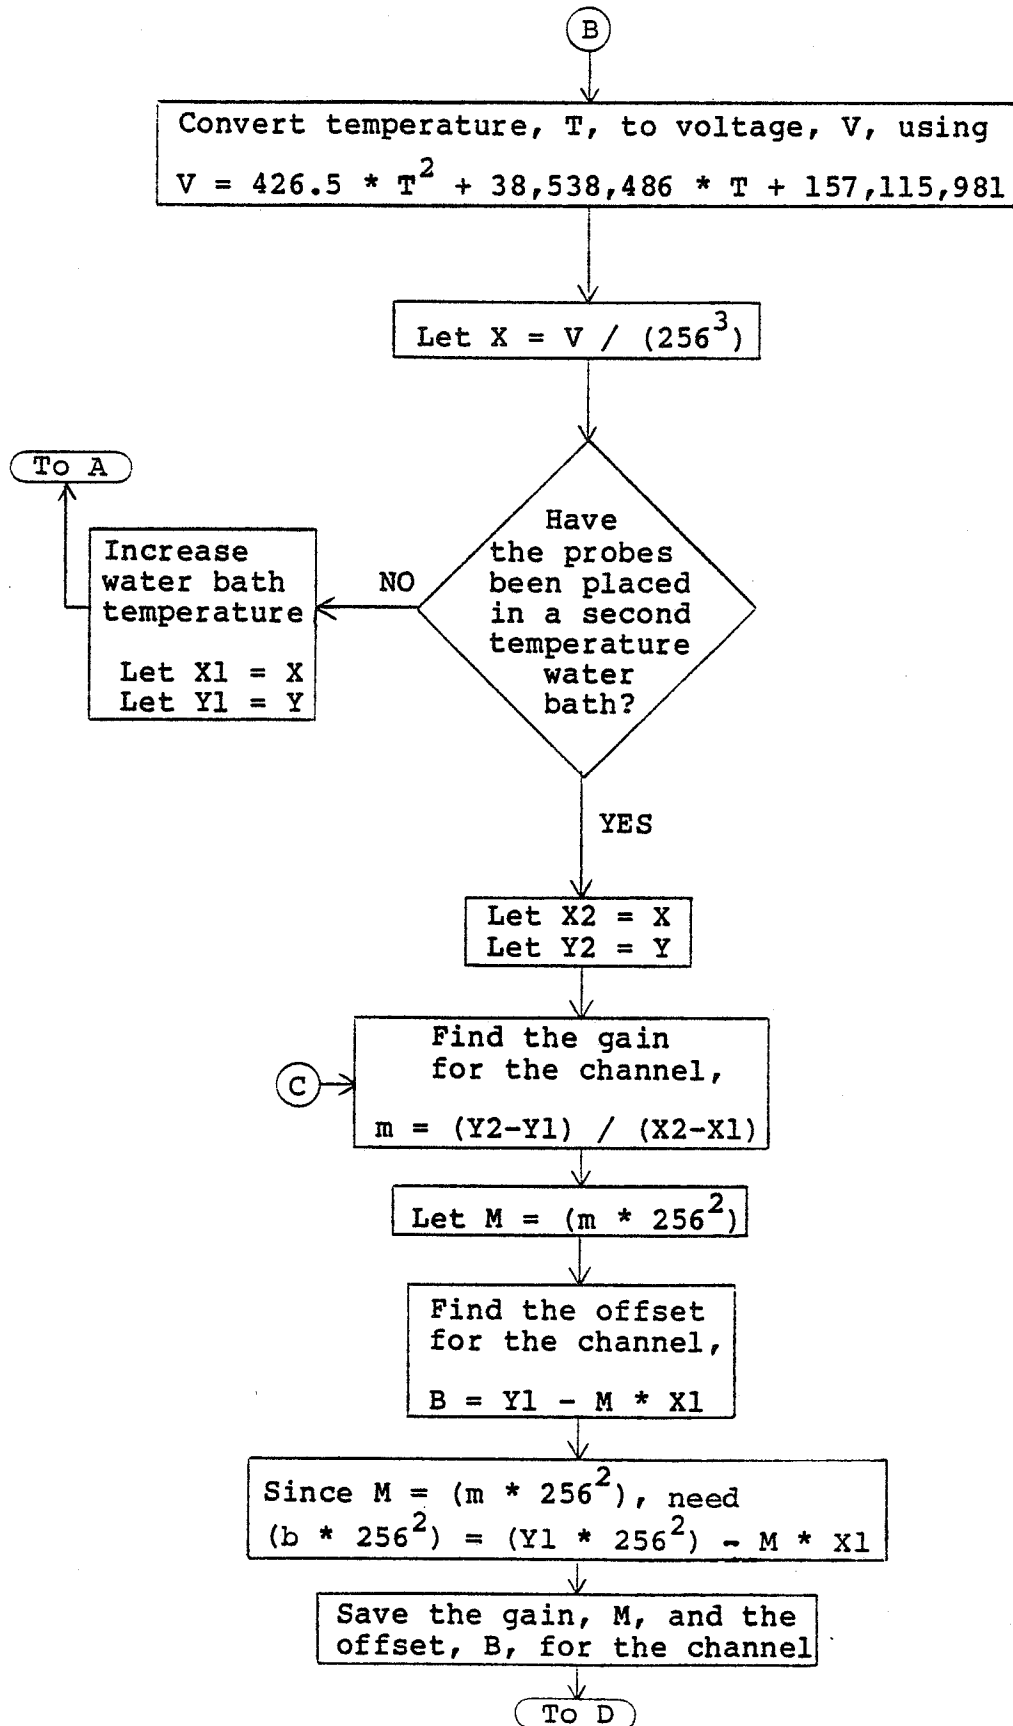 B
Convert temperature, T, to voltage, V, using
V = 426.5 * T² + 38,538,486 * T + 157,115,981
Let X = V / (256³)
To A
Increase
water bath
temperature
Let X1 = X
Let Y1 = Y
NO
Have
the probes
been placed
in a second
temperature
water
bath?
YES
Let X2 = X
Let Y2 = Y
C
Find the gain
for the channel,
m = (Y2-Y1) / (X2-X1)
Let M = (m * 256²)
Find the offset
for the channel,
B = Y1 - M * X1
Since M = (m * 256²), need
(b * 256²) = (Y1 * 256²) - M * X1
Save the gain, M, and the
offset, B, for the channel
To D